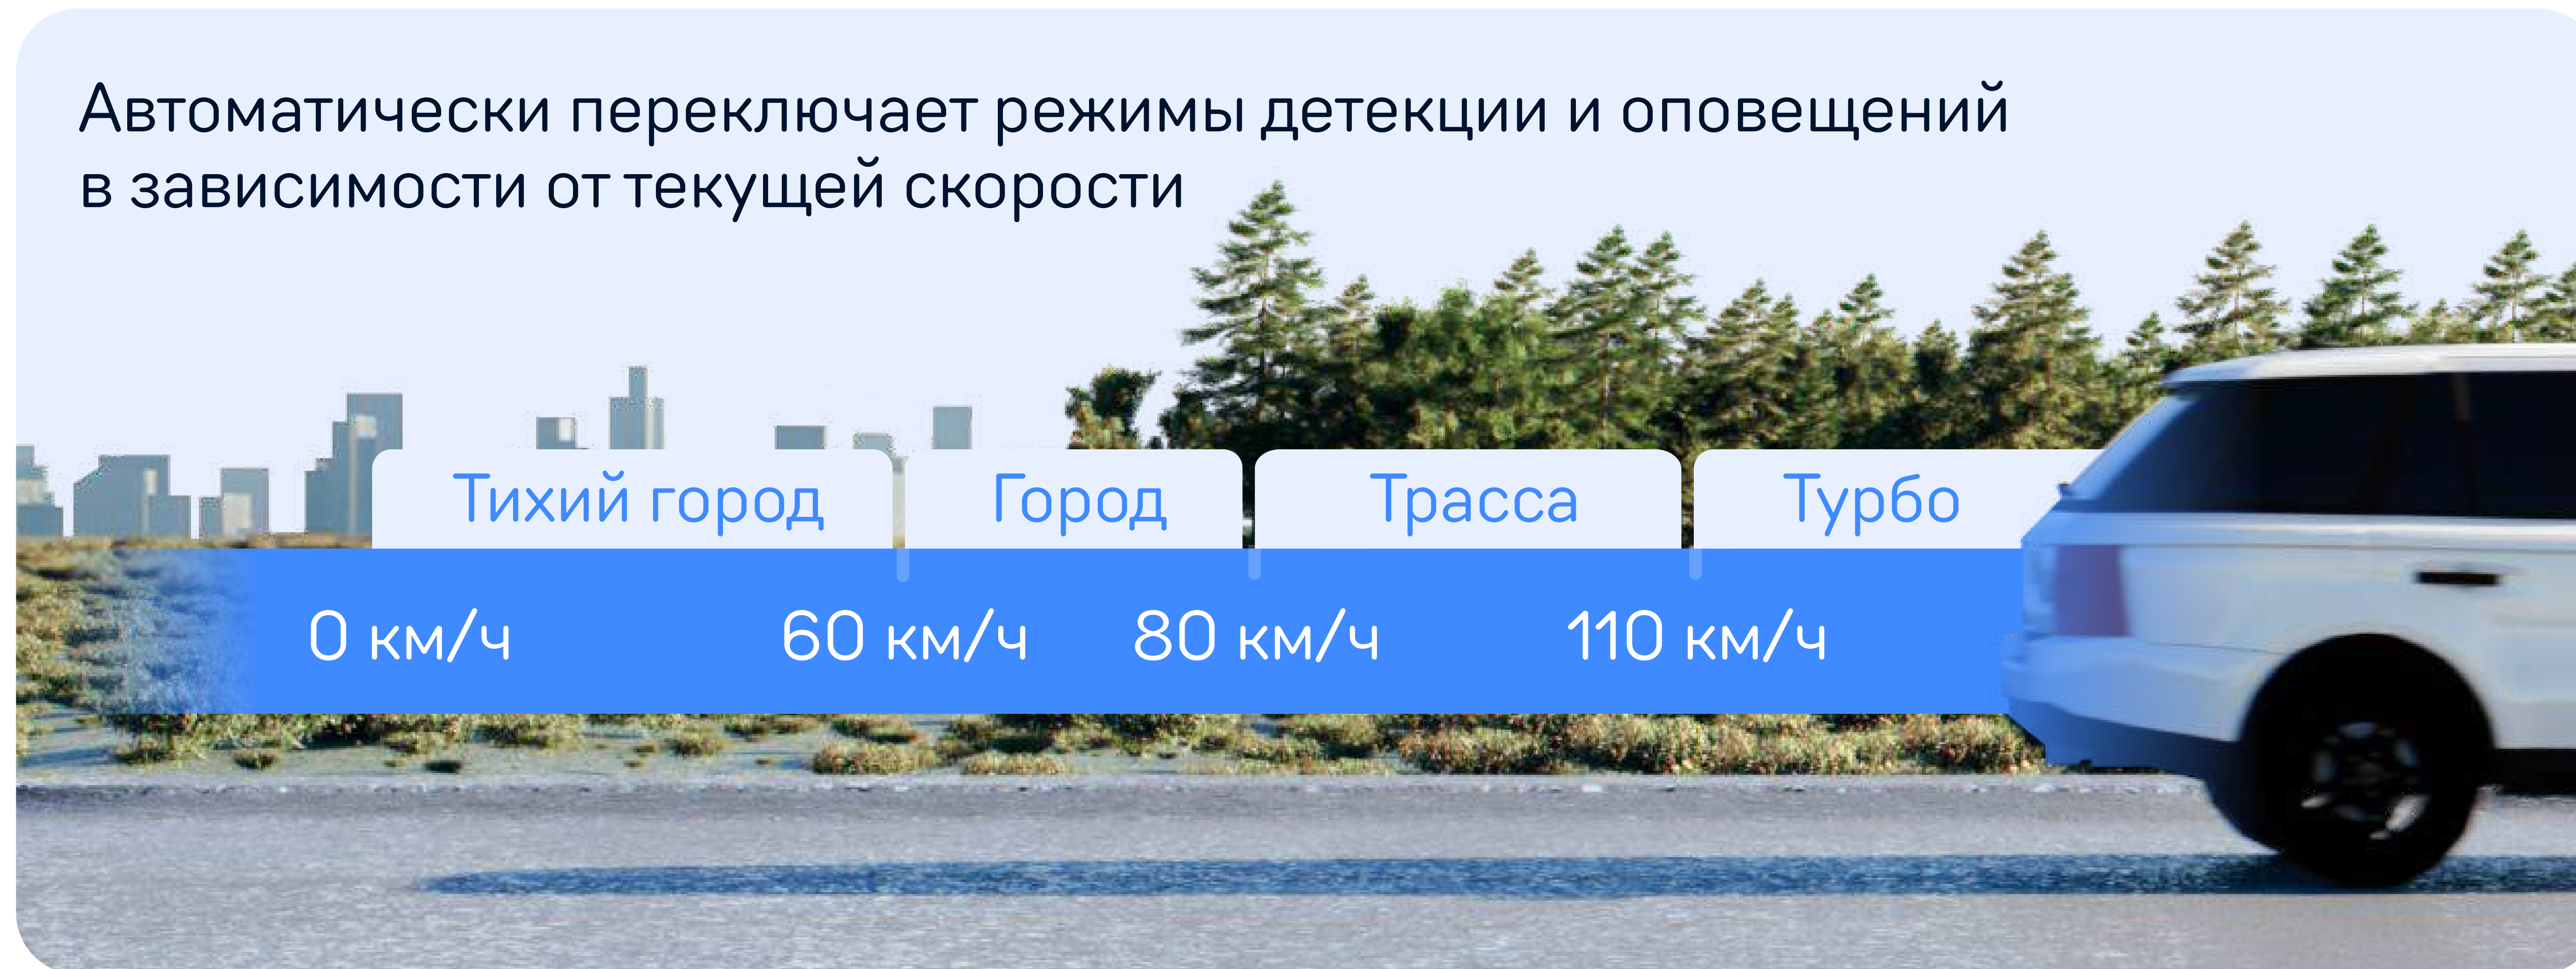 Автоматически переключает режимы детекции и оповещений
в зависимости от текущей скорости
Тихий город Город Трасса Турбо
0 км/ч 60 км/ч 80 км/ч 110 км/ч